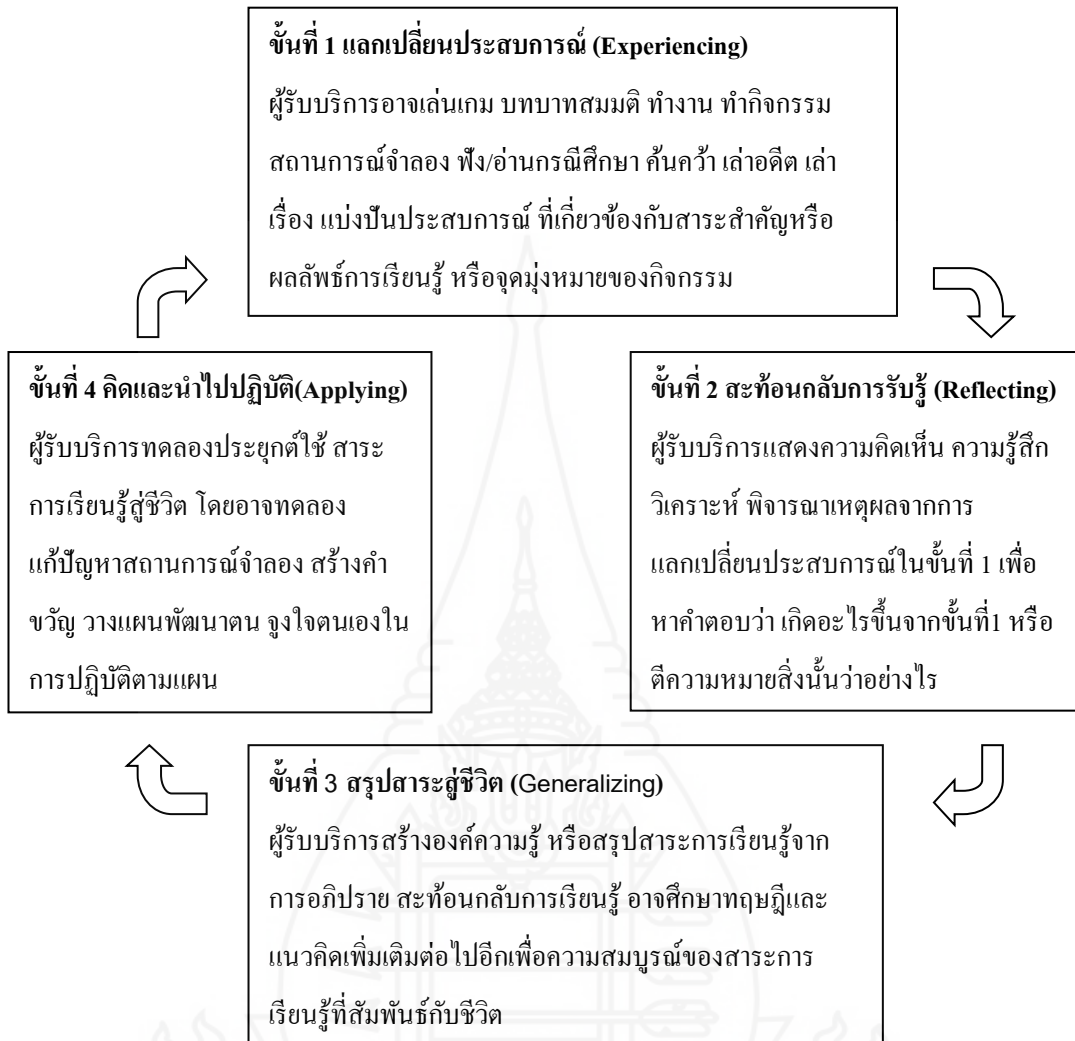 ขั้นที่ 1 แลกเปลี่ยนประสบการณ์ (Experiencing)
ผู้รับบริการอาจเล่นเกม บทบาทสมมติ ทำงาน ทำกิจกรรม
สถานการณ์จำลอง ฟัง/อ่านกรณีศึกษา ค้นคว้า เล่าอดีต เล่า
เรื่อง แบ่งปันประสบการณ์ ที่เกี่ยวข้องกับสาระสำคัญหรือ
ผลลัพธ์การเรียนรู้ หรือจุดมุ่งหมายของกิจกรรม
ขั้นที่ 2 สะท้อนกลับการรับรู้ (Reflecting)
ผู้รับบริการแสดงความคิดเห็น ความรู้สึก
วิเคราะห์ พิจารณาเหตุผลจากการ
แลกเปลี่ยนประสบการณ์ในขั้นที่ 1 เพื่อ
หาคำตอบว่า เกิดอะไรขึ้นจากขั้นที่1 หรือ
ตีความหมายสิ่งนั้นว่าอย่างไร
ขั้นที่ 3 สรุปสาระสู่ชีวิต (Generalizing)
ผู้รับบริการสร้างองค์ความรู้ หรือสรุปสาระการเรียนรู้จาก
การอภิปราย สะท้อนกลับการเรียนรู้ อาจศึกษาทฤษฎีและ
แนวคิดเพิ่มเติมต่อไปอีกเพื่อความสมบูรณ์ของสาระการ
เรียนรู้ที่สัมพันธ์กับชีวิต
ขั้นที่ 4 คิดและนำไปปฏิบัติ(Applying)
ผู้รับบริการทดลองประยุกต์ใช้ สาระ
การเรียนรู้สู่ชีวิต โดยอาจทดลอง
แก้ปัญหาสถานการณ์จำลอง สร้างคำ
ขวัญ วางแผนพัฒนาตน จูงใจตนเองใน
การปฏิบัติตามแผน